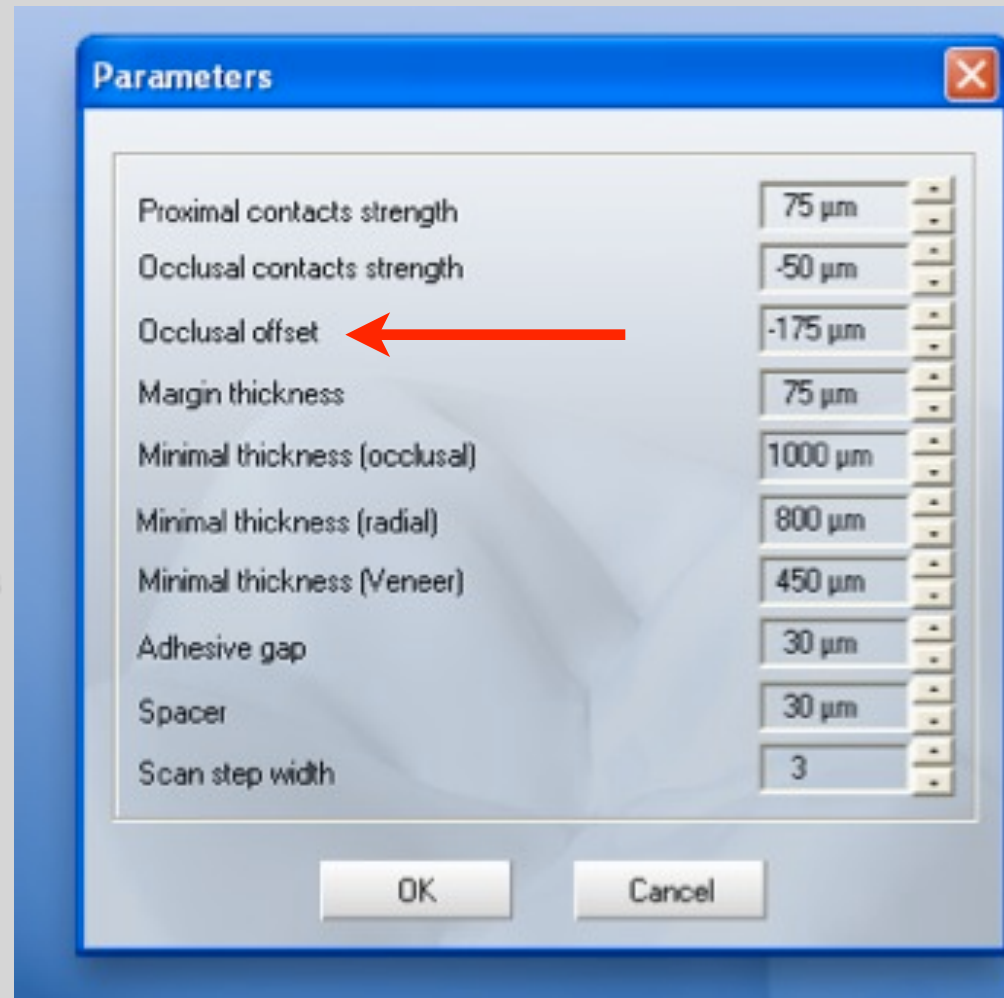 Parameters
Proximal contacts strength 75 µm
Occlusal contacts strength -50 µm
Occlusal offset -175 µm
Margin thickness 75 µm
Minimal thickness (occlusal) 1000 µm
Minimal thickness (radial) 800 µm
Minimal thickness (Veneer) 450 µm
Adhesive gap 30 µm
Spacer 30 µm
Scan step width 3
OK Cancel